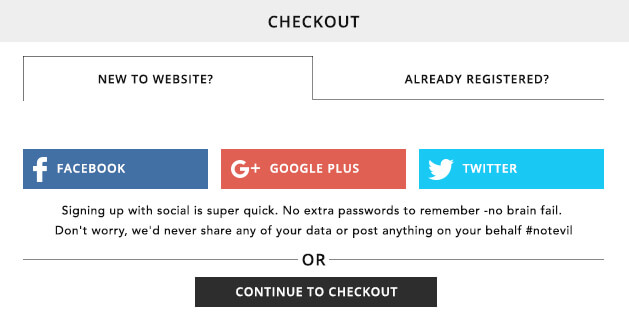 CHECKOUT
NEW TO WEBSITE?
ALREADY REGISTERED?
FACEBOOK
GOOGLE PLUS
TWITTER
Signing up with social is super quick. No extra passwords to remember -no brain fail.
Don't worry, we'd never share any of your data or post anything on your behalf #notevil
OR
CONTINUE TO CHECKOUT